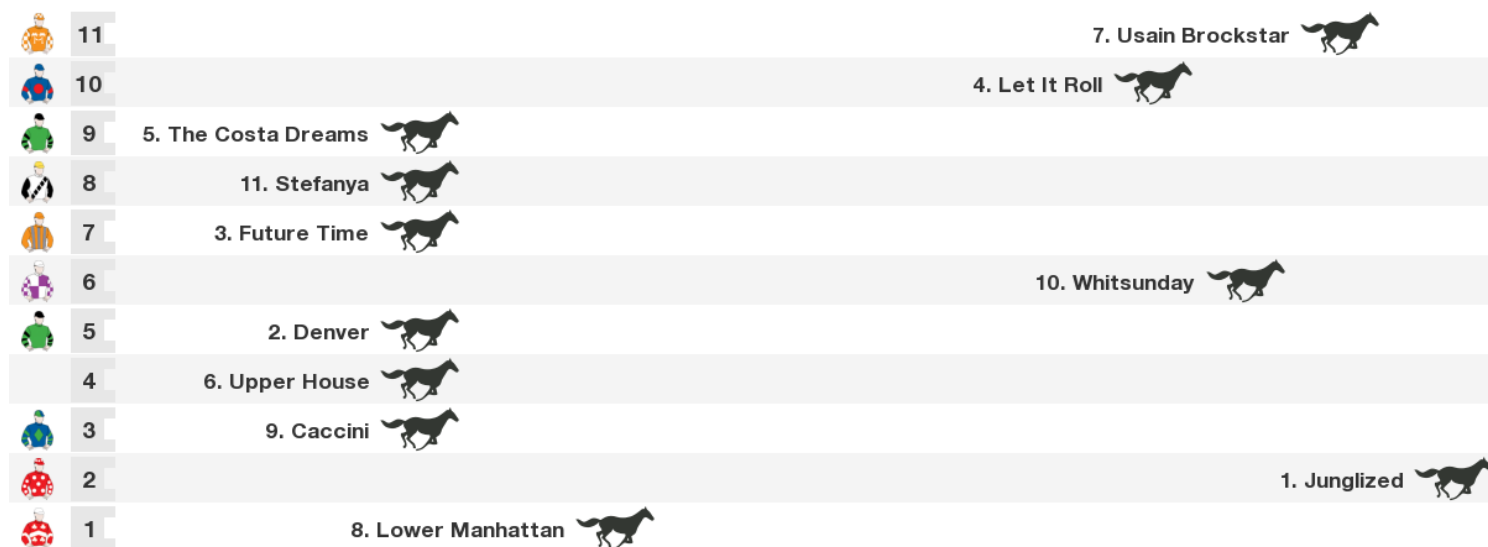 11 7. Usain Brockstar
10 4. Let It Roll
9 5. The Costa Dreams
8 11. Stefanya
7 3. Future Time
6 10. Whitsunday
5 2. Denver
4 6. Upper House
3 9. Caccini
2 1. Junglized
1 8. Lower Manhattan